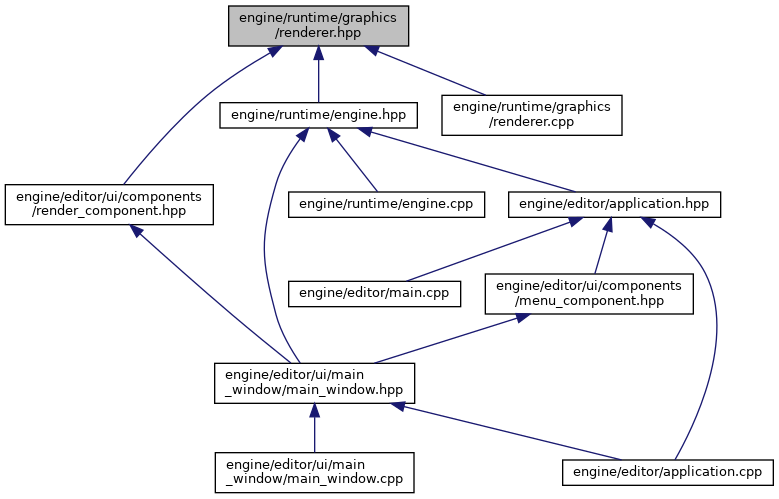 engine/runtime/graphics
/renderer.hpp
engine/runtime/engine.hpp
engine/runtime/graphics
/renderer.cpp
engine/editor/ui/components
/render_component.hpp
engine/runtime/engine.cpp
engine/editor/application.hpp
engine/editor/main.cpp
engine/editor/ui/components
/menu_component.hpp
engine/editor/ui/main
_window/main_window.hpp
engine/editor/ui/main
_window/main_window.cpp
engine/editor/application.cpp